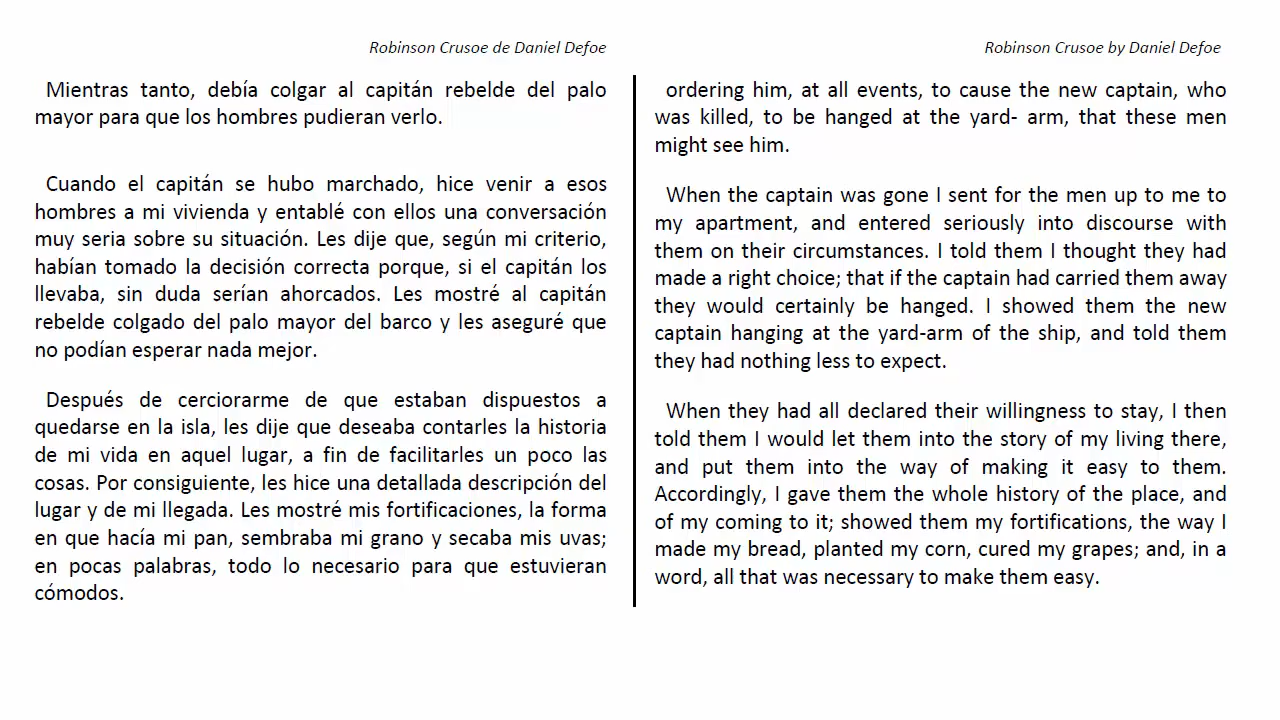 Robinson Crusoe de Daniel Defoe
Mientras tanto, debía colgar al capitán rebelde del palo
mayor para que los hombres pudieran verlo.
Cuando el capitán se hubo marchado, hice venir a esos
hombres a mi vivienda y entablé con ellos una conversación
muy seria sobre su situación. Les dije que, según mi criterio,
habían tomado la decisión correcta porque, si el capitán los
llevaba, sin duda serían ahorcados. Les mostré al capitán
rebelde colgado del palo mayor del barco y les aseguré que
no podían esperar nada mejor.
Después de cerciorarme de que estaban dispuestos a
quedarse en la isla, les dije que deseaba contarles la historia
de mi vida en aquel lugar, a fin de facilitarles un poco las
cosas. Por consiguiente, les hice una detallada descripción del
lugar y de mi llegada. Les mostré mis fortificaciones, la forma
en que hacía mi pan, sembraba mi grano y secaba mis uvas;
en pocas palabras, todo lo necesario para que estuvieran
cómodos.
Robinson Crusoe by Daniel Defoe
ordering him, at all events, to cause the new captain, who
was killed, to be hanged at the yard- arm, that these men
might see him.
When the captain was gone I sent for the men up to me to
my apartment, and entered seriously into discourse with
them on their circumstances. I told them I thought they had
made a right choice; that if the captain had carried them away
they would certainly be hanged. I showed them the new
captain hanging at the yard-arm of the ship, and told them
they had nothing less to expect.
When they had all declared their willingness to stay, I then
told them I would let them into the story of my living there,
and put them into the way of making it easy to them.
Accordingly, I gave them the whole history of the place, and
of my coming to it; showed them my fortifications, the way I
made my bread, planted my corn, cured my grapes; and, in a
word, all that was necessary to make them easy.